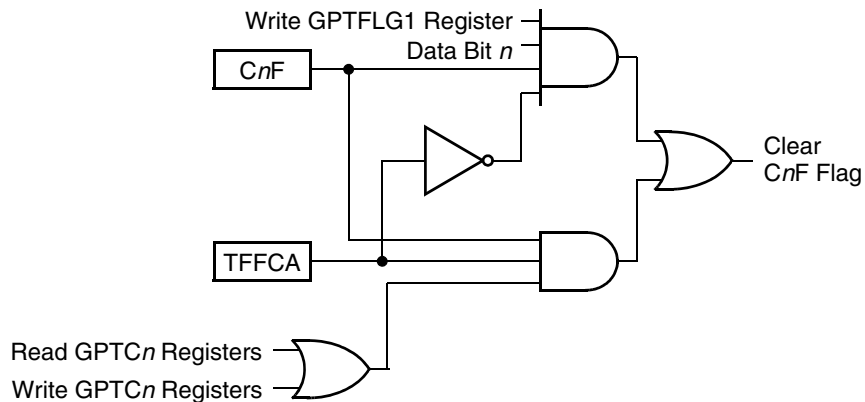 Write GPTFLG1 Register
Data Bit n
CnF
Clear
CnF Flag
TFFCA
Read GPTCn Registers
Write GPTCn Registers